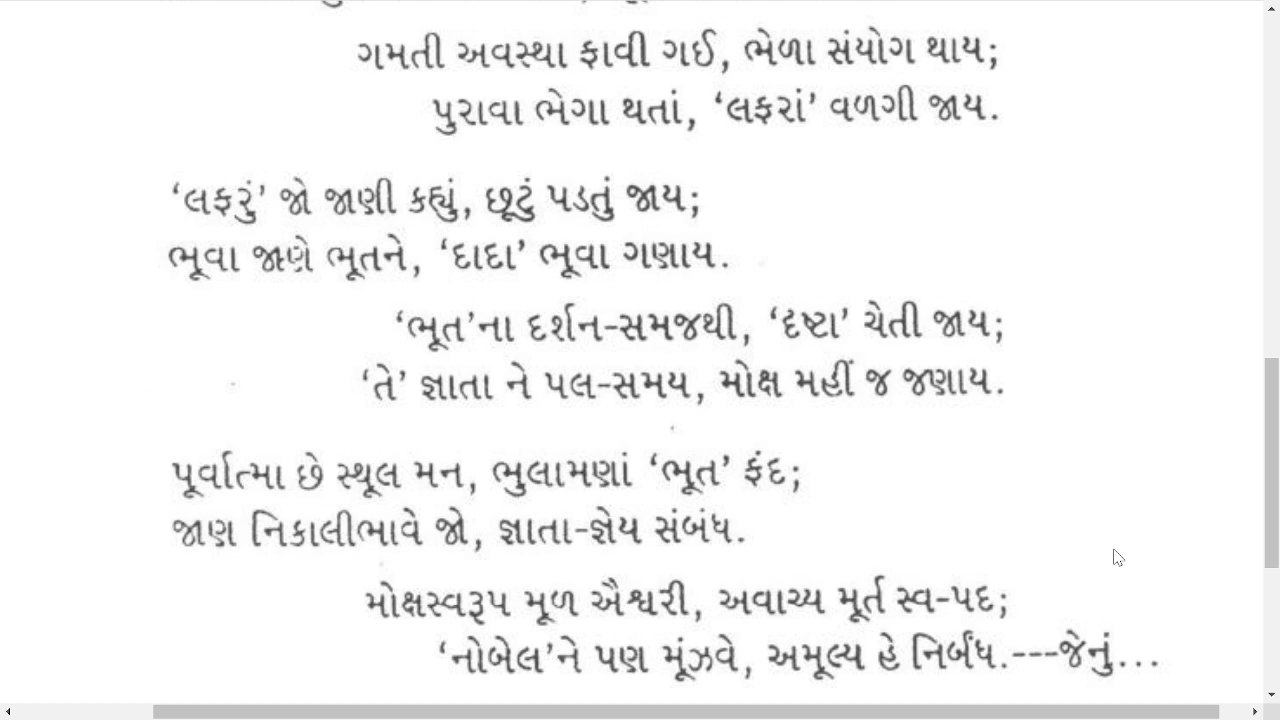 ગમતી અવસ્થા ફાવી ગઈ, ભેળા સંયોગ થાય;
પુરાવા ભેગા થતાં, ‘લફરાં’ વળગી જાય.
‘લફરું’ જો જાણી કહ્યું, છૂટું પડતું જાય;
ભૂવા જાણે ભૂતને, ‘દાદા’ ભૂવા ગણાય.
‘ભૂત’ના દર્શન-સમજથી, ‘દૃષ્ટા’ ચેતી જાય;
‘તે’ જ્ઞાતા ને પલ-સમય, મોક્ષ મહીં જ જણાય.
પૂર્વાત્મા છે સ્થૂલ મન, ભુલામણાં ‘ભૂત’ ફંદ;
જાણ નિકાલીભાવે જો, જ્ઞાતા-જ્ઞેય સંબંધ.
મોક્ષસ્વરૂપ મૂળ ઐશ્વરી, અવાચ્ય મૂર્ત સ્વ-પદ;
‘નોબેલ’ને પણ મૂંઝવે, અમૂલ્ય હે નિર્બંધ.---જેનું...